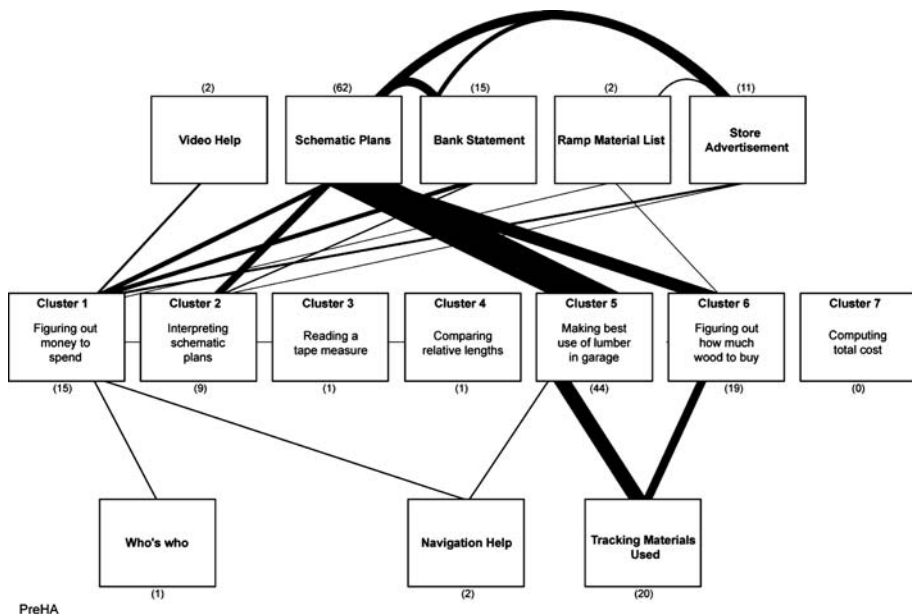 (2)
(62)
(15)
(2)
(11)
Video Help
Schematic Plans
Bank Statement
Ramp Material List
Store
Advertisement
Cluster 1
Figuring out
money to
spend
(15)
Cluster 2
Interpreting
schematic
plans
(9)
Cluster 3
Reading a
tape measure
(1)
Cluster 4
Comparing
relative lengths
(1)
Cluster 5
Making best
use of lumber
in garage
(44)
Cluster 6
Figuring out
how much
wood to buy
(19)
Cluster 7
Computing
total cost
(0)
Who's who
(1)
Navigation Help
(2)
Tracking Materials
Used
(20)
PreHA